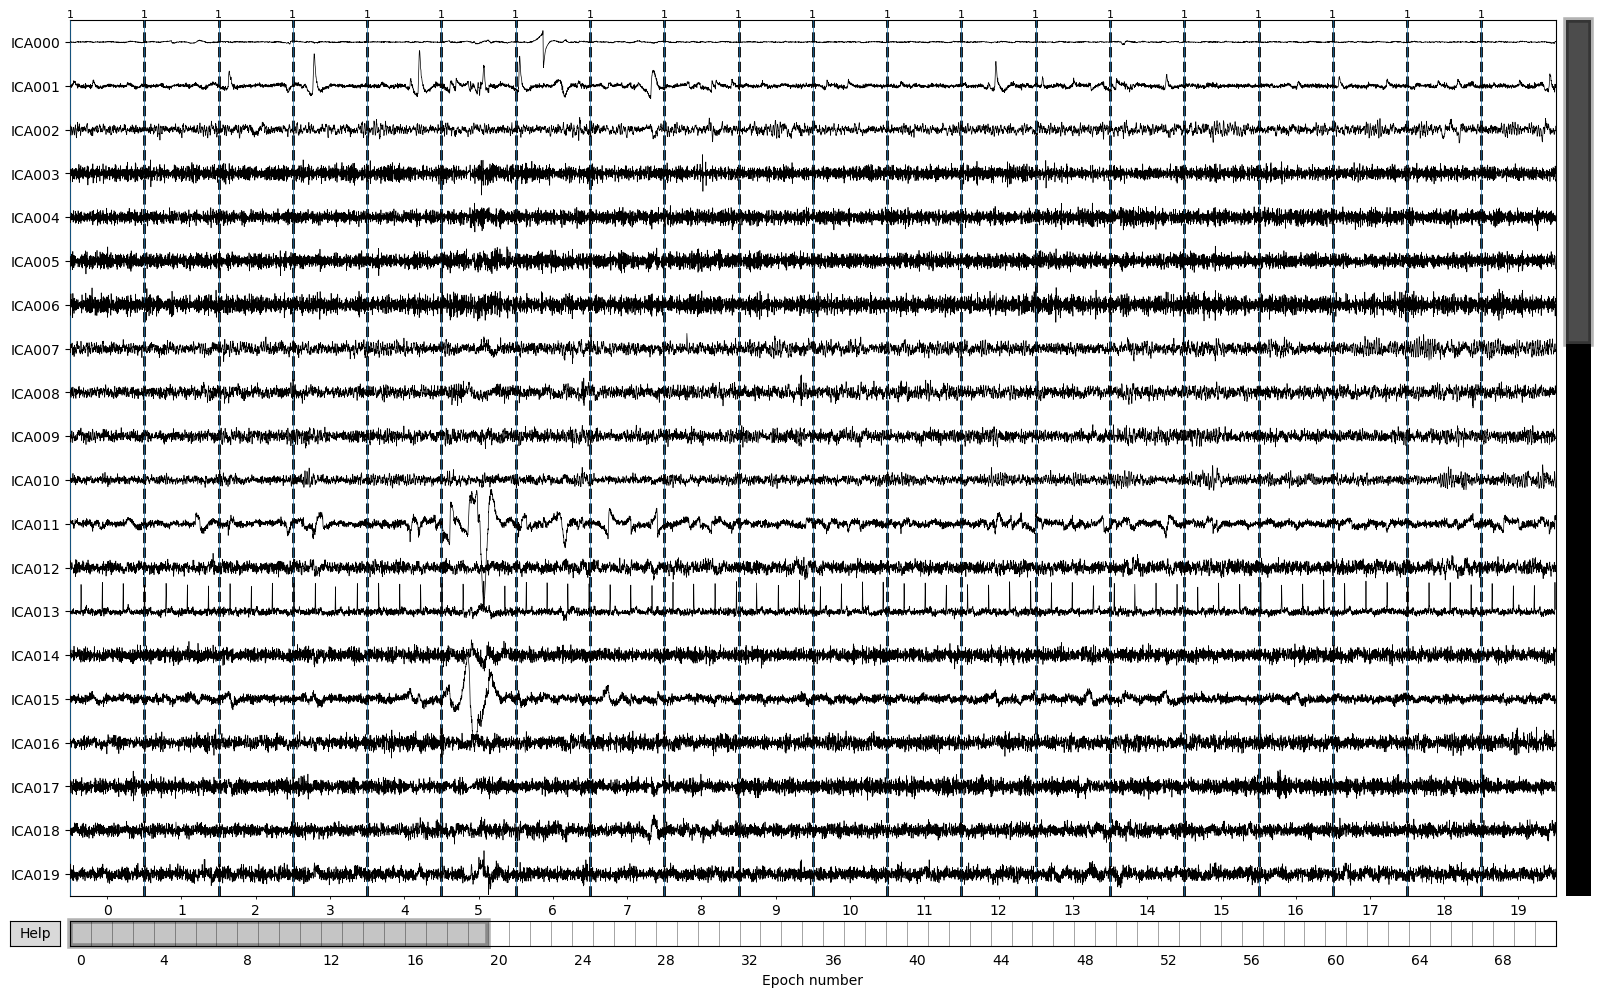 1 1 1 1 1 1 1 1 1 1 1 1 1 1 1 1 1 1 1 1
ICA000
ICA001
ICA002
ICA003
ICA004
ICA005
ICA006
ICA007
ICA008
ICA009
ICA010
ICA011
ICA012
ICA013
ICA014
ICA015
ICA016
ICA017
ICA018
ICA019
0 1 2 3 4 5 6 7 8 9 10 11 12 13 14 15 16 17 18 19
Help
0 4 8 12 16 20 24 28 32 36 40 44 48 52 56 60 64 68
Epoch number